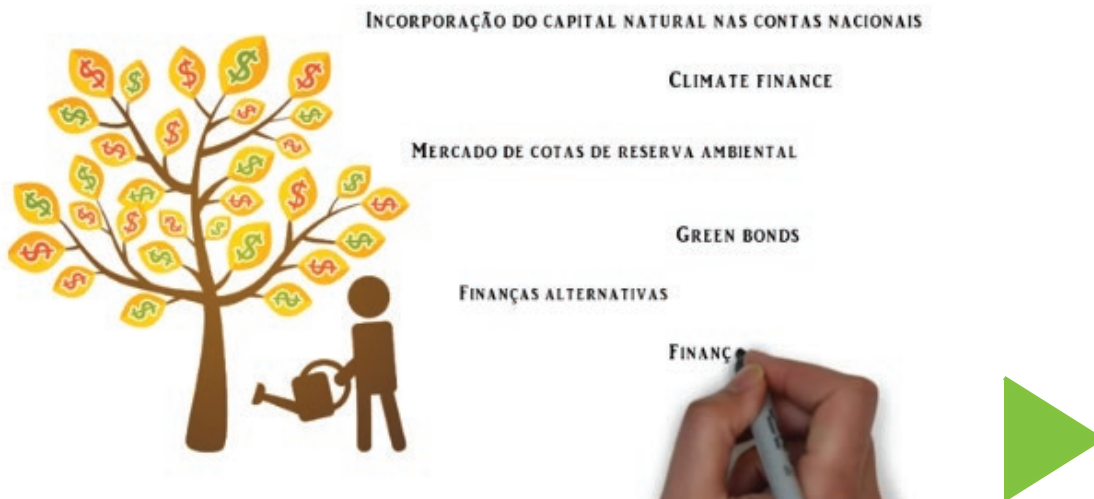 INCORPORAÇÃO DO CAPITAL NATURAL NAS CONTAS NACIONAIS
CLIMATE FINANCE
MERCADO DE COTAS DE RESERVA AMBIENTAL
GREEN BONDS
FINANÇAS ALTERNATIVAS
FINANÇ